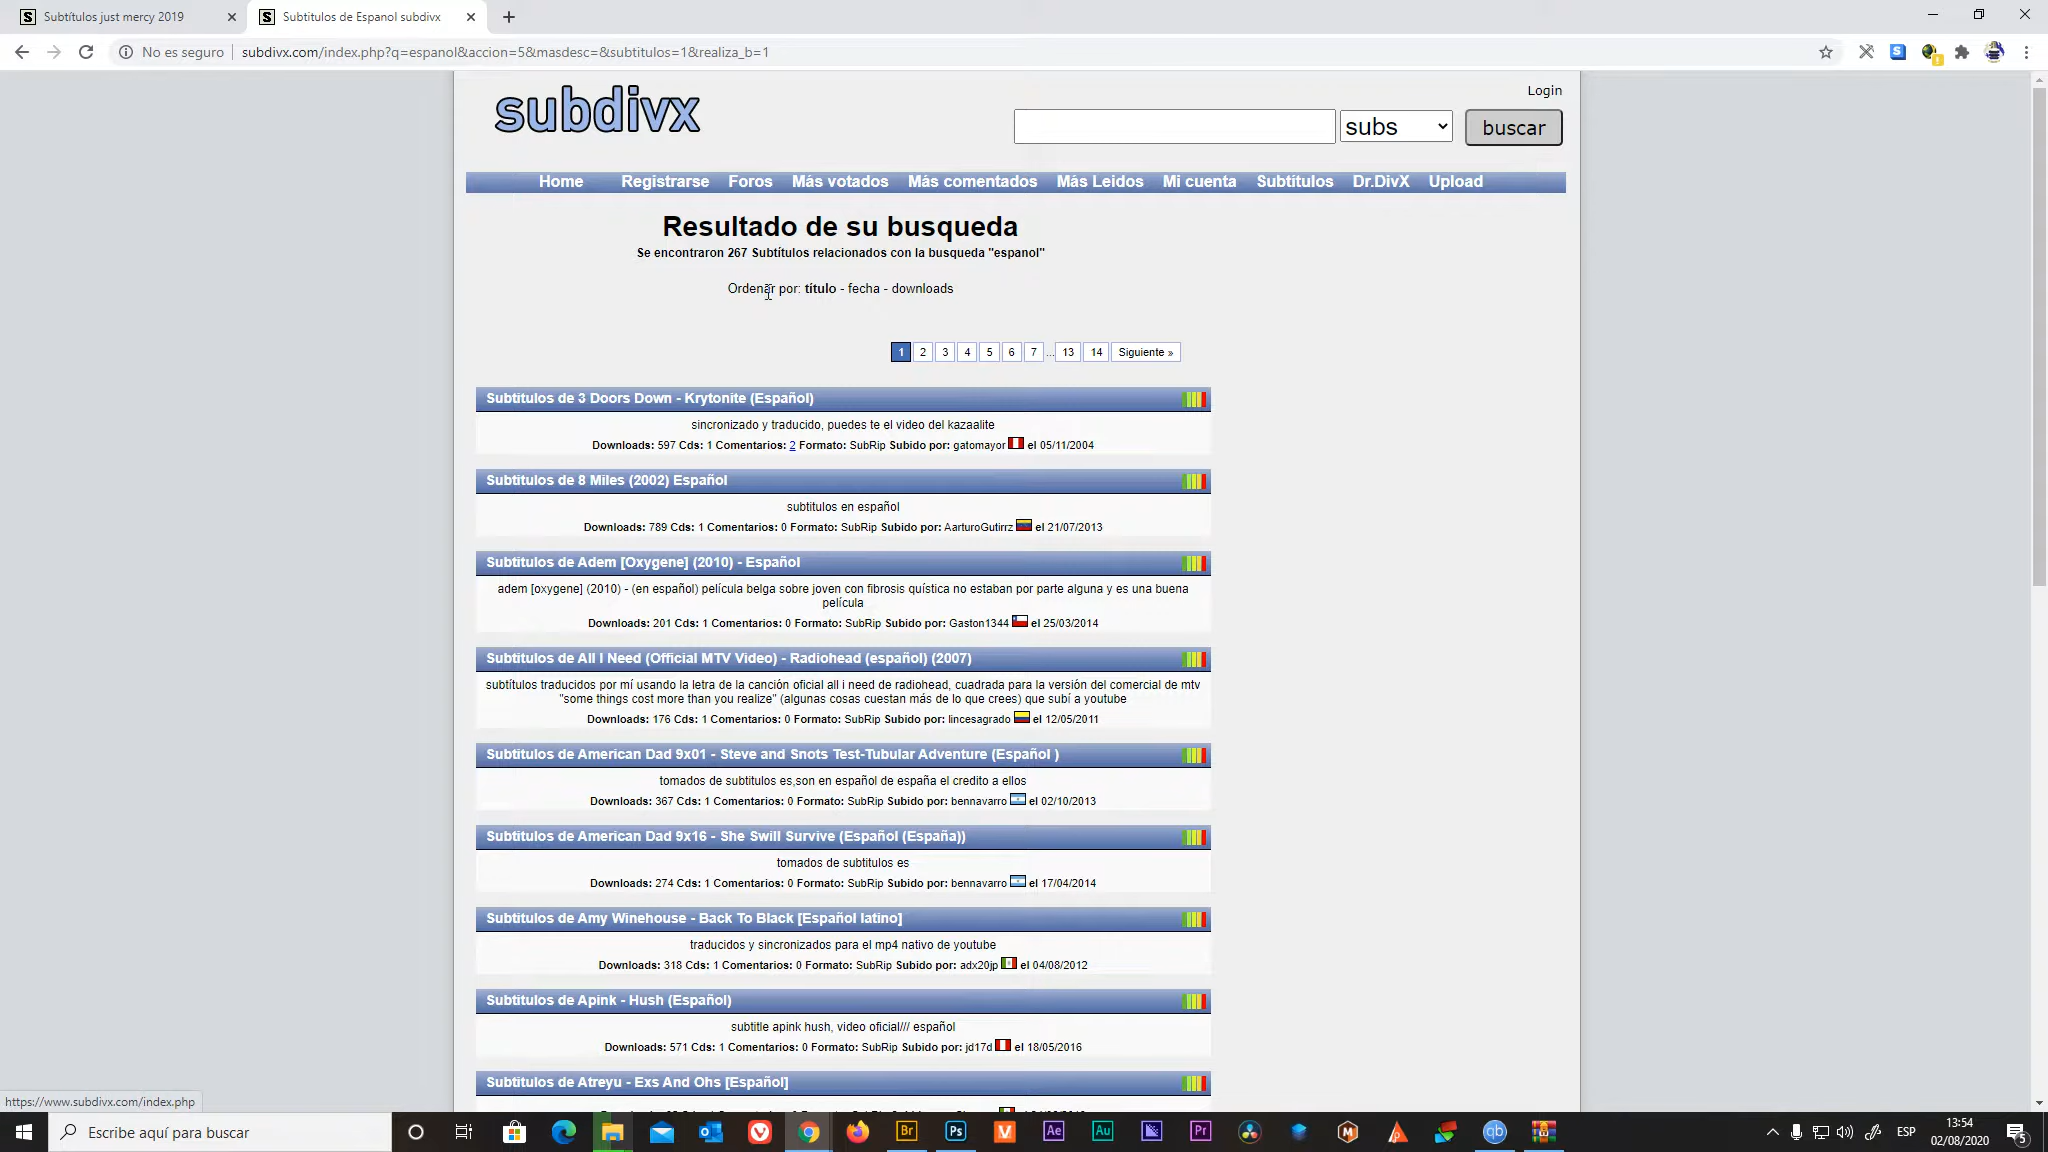 Subtítulos just mercy 2019
Subtitulos de Espanol subdivx
No es seguro
subdivx.com/index.php?q=espanol&accion=5&masdesc=&subtitulos=1&realiza_b=1
subdivx
Login
subs
buscar
Home Registrarse Foros Más votados Más comentados Más Leidos Mi cuenta Subtítulos Dr.DivX Upload
Resultado de su busqueda
Se encontraron 267 Subtítulos relacionados con la busqueda "espanol"
Ordenar por: título - fecha - downloads
1 2 3 4 5 6 7 ... 13 14 Siguiente »
Subtitulos de 3 Doors Down - Krytonite (Español)
sincronizado y traducido, puedes te el video del kazaalite
Downloads: 597 Cds: 1 Comentarios: 2 Formato: SubRip Subido por: gatomayor el 05/11/2004
Subtitulos de 8 Miles (2002) Español
subtitulos en español
Downloads: 789 Cds: 1 Comentarios: 0 Formato: SubRip Subido por: AarturoGutirrz el 21/07/2013
Subtitulos de Adem [Oxygene] (2010) - Español
adem [oxygene] (2010) - (en español) película belga sobre joven con fibrosis quística no estaban por parte alguna y es una buena
película
Downloads: 201 Cds: 1 Comentarios: 0 Formato: SubRip Subido por: Gaston1344 el 25/03/2014
Subtitulos de All I Need (Official MTV Video) - Radiohead (español) (2007)
subtítulos traducidos por mí usando la letra de la canción oficial all i need de radiohead, cuadrada para la versión del comercial de mtv
"some things cost more than you realize" (algunas cosas cuestan más de lo que crees) que subí a youtube
Downloads: 176 Cds: 1 Comentarios: 0 Formato: SubRip Subido por: lincesagrado el 12/05/2011
Subtitulos de American Dad 9x01 - Steve and Snots Test-Tubular Adventure (Español )
tomados de subtitulos es,son en español de españa el credito a ellos
Downloads: 367 Cds: 1 Comentarios: 0 Formato: SubRip Subido por: bennavarro el 02/10/2013
Subtitulos de American Dad 9x16 - She Swill Survive (Español (España))
tomados de subtitulos es
Downloads: 274 Cds: 1 Comentarios: 0 Formato: SubRip Subido por: bennavarro el 17/04/2014
Subtitulos de Amy Winehouse - Back To Black [Español latino]
traducidos y sincronizados para el mp4 nativo de youtube
Downloads: 318 Cds: 1 Comentarios: 0 Formato: SubRip Subido por: adx20jp el 04/08/2012
Subtitulos de Apink - Hush (Español)
subtitle apink hush, video oficial/// español
Downloads: 571 Cds: 1 Comentarios: 0 Formato: SubRip Subido por: jd17d el 18/05/2016
Subtitulos de Atreyu - Exs And Ohs [Español]
https://www.subdivx.com/index.php
Escribe aquí para buscar
Br Ps Ae Au Pr qb
ESP
13:54
02/08/2020
5